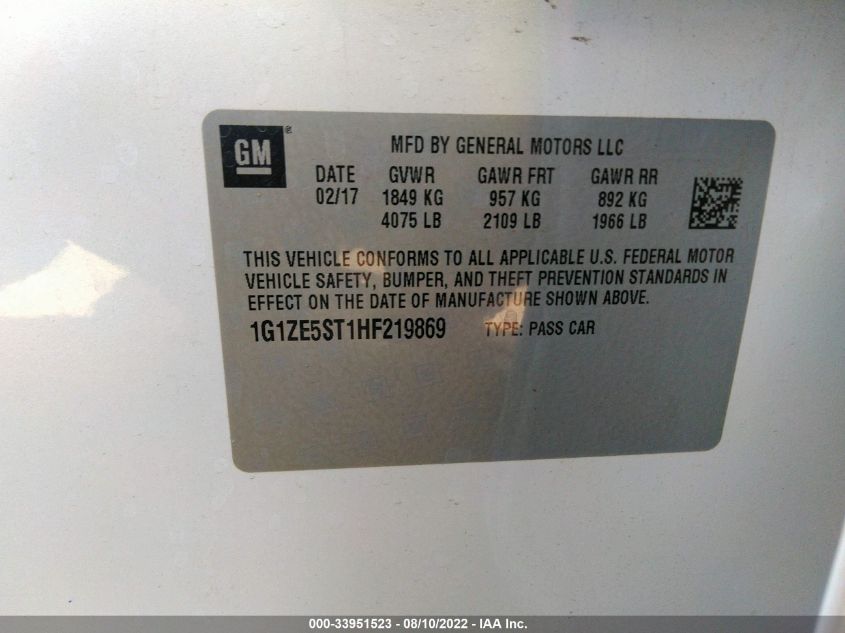 GM®
MFD BY GENERAL MOTORS LLC
DATE GVWR GAWR FRT GAWR RR
02/17 1849 KG 957 KG 892 KG
4075 LB 2109 LB 1966 LB
THIS VEHICLE CONFORMS TO ALL APPLICABLE U.S. FEDERAL MOTOR
VEHICLE SAFETY, BUMPER, AND THEFT PREVENTION STANDARDS IN
EFFECT ON THE DATE OF MANUFACTURE SHOWN ABOVE.
1G1ZE5ST1HF219869 TYPE: PASS CAR
000-33951523 - 08/10/2022 - IAA Inc.